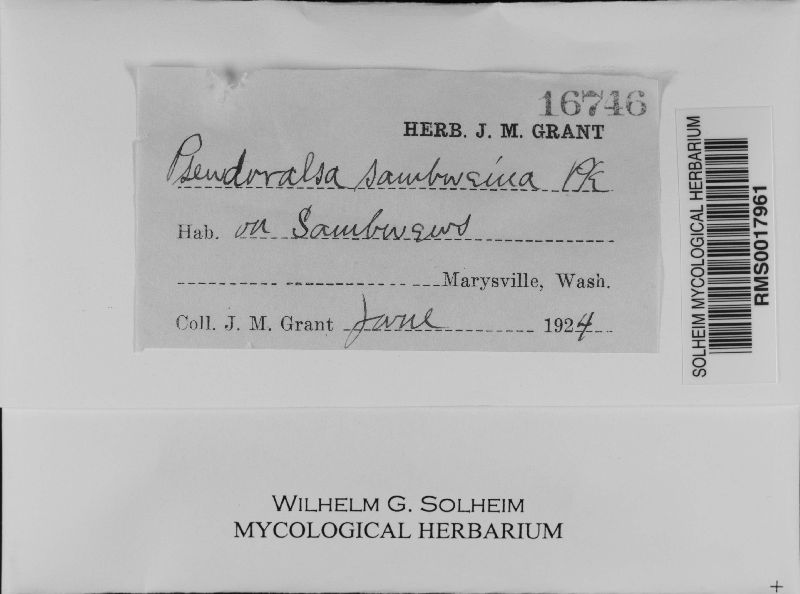 16746
HERB. J. M. GRANT
Pseudovalsa sambucina Pk
Hab. on Sambucus
Marysville, Wash.
Coll. J. M. Grant June 1924
SOLHEIM MYCOLOGICAL HERBARIUM
RMS0017961
WILHELM G. SOLHEIM
MYCOLOGICAL HERBARIUM